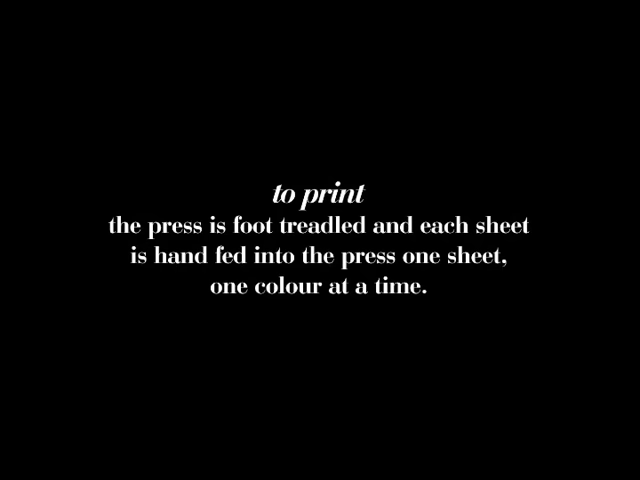 to print
the press is foot treadled and each sheet
is hand fed into the press one sheet,
one colour at a time.